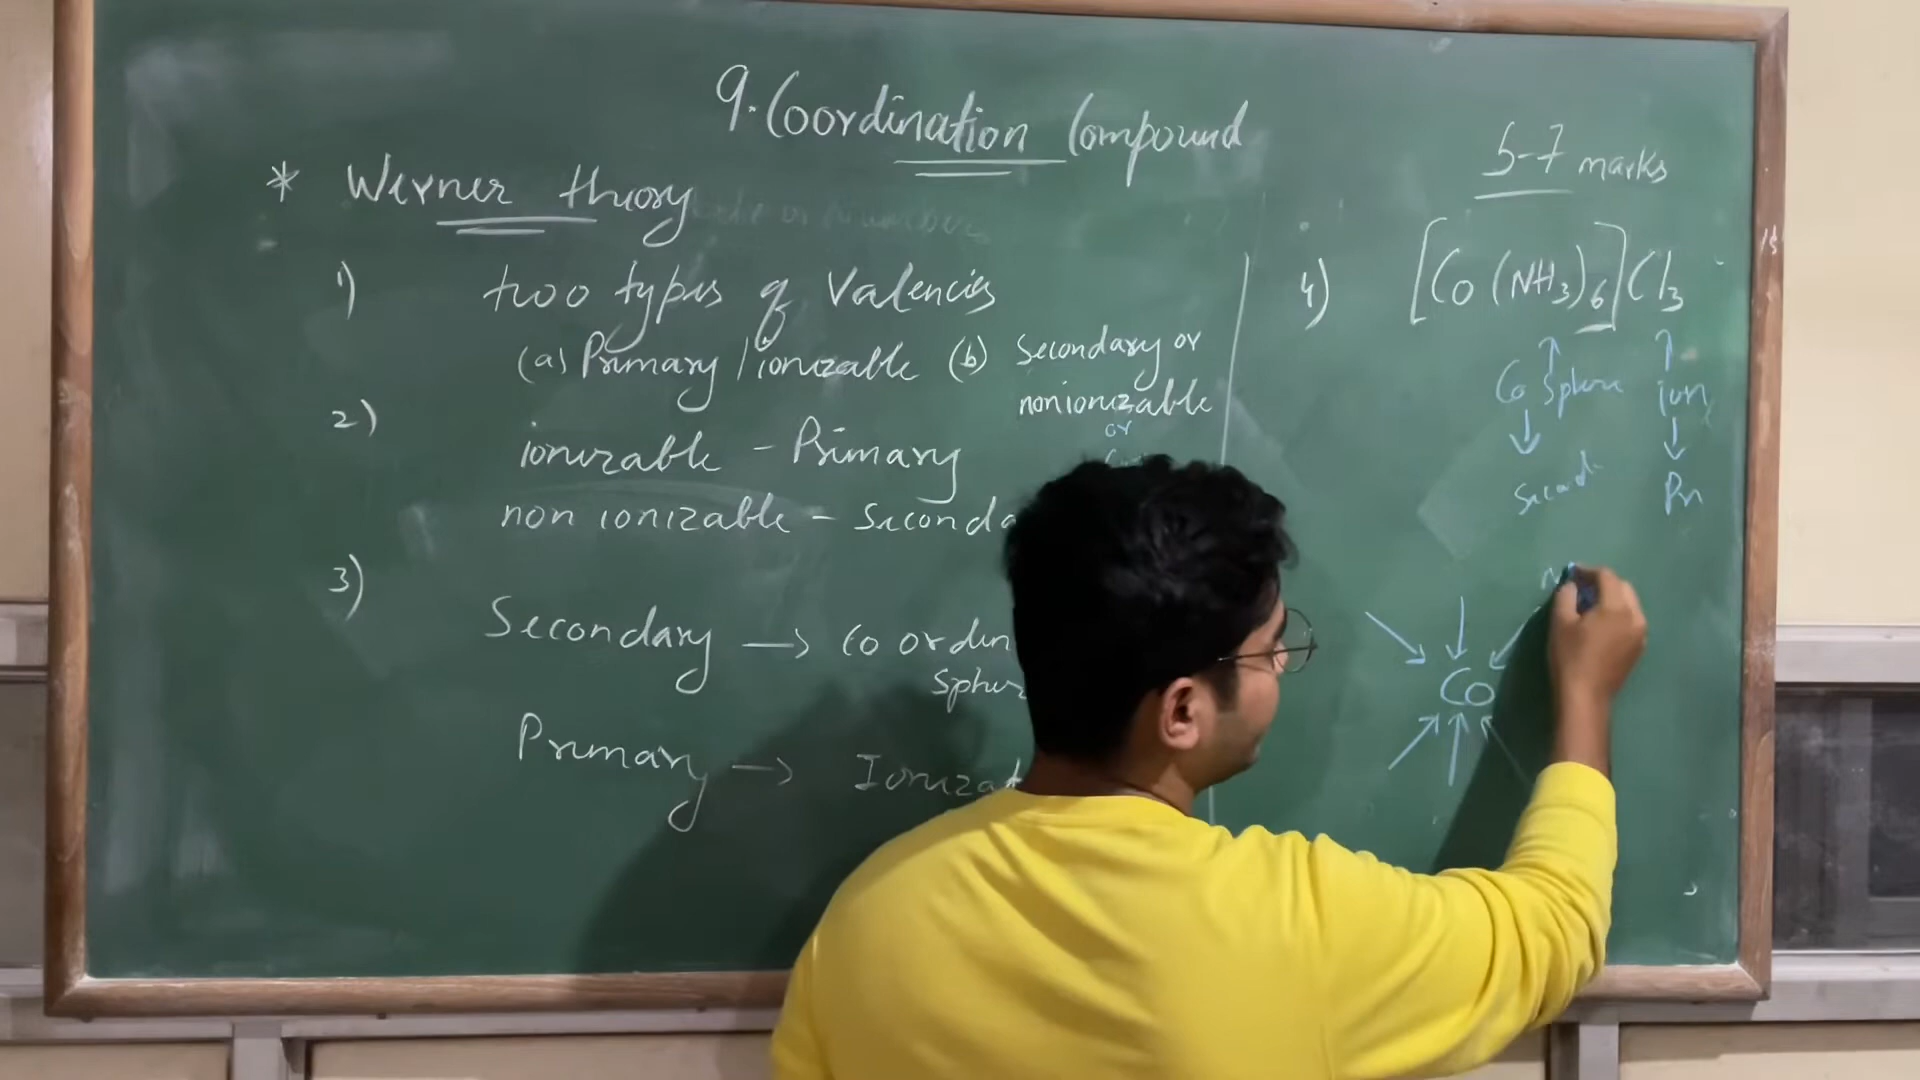 9. Coordination Compound
5-7 marks
* Werner theory
1) two types of Valencies
(a) Primary / ionizable (b) Secondary or
nonionizable
or
2) ionizable - Primary
non ionizable - Seconda
3) Secondary → Co ordin
Spher
Primary → Ionizat
4) [Co (NH3)6] Cl3
↑ ↑
Co Sphere ion
↓ ↓
Pri
Co